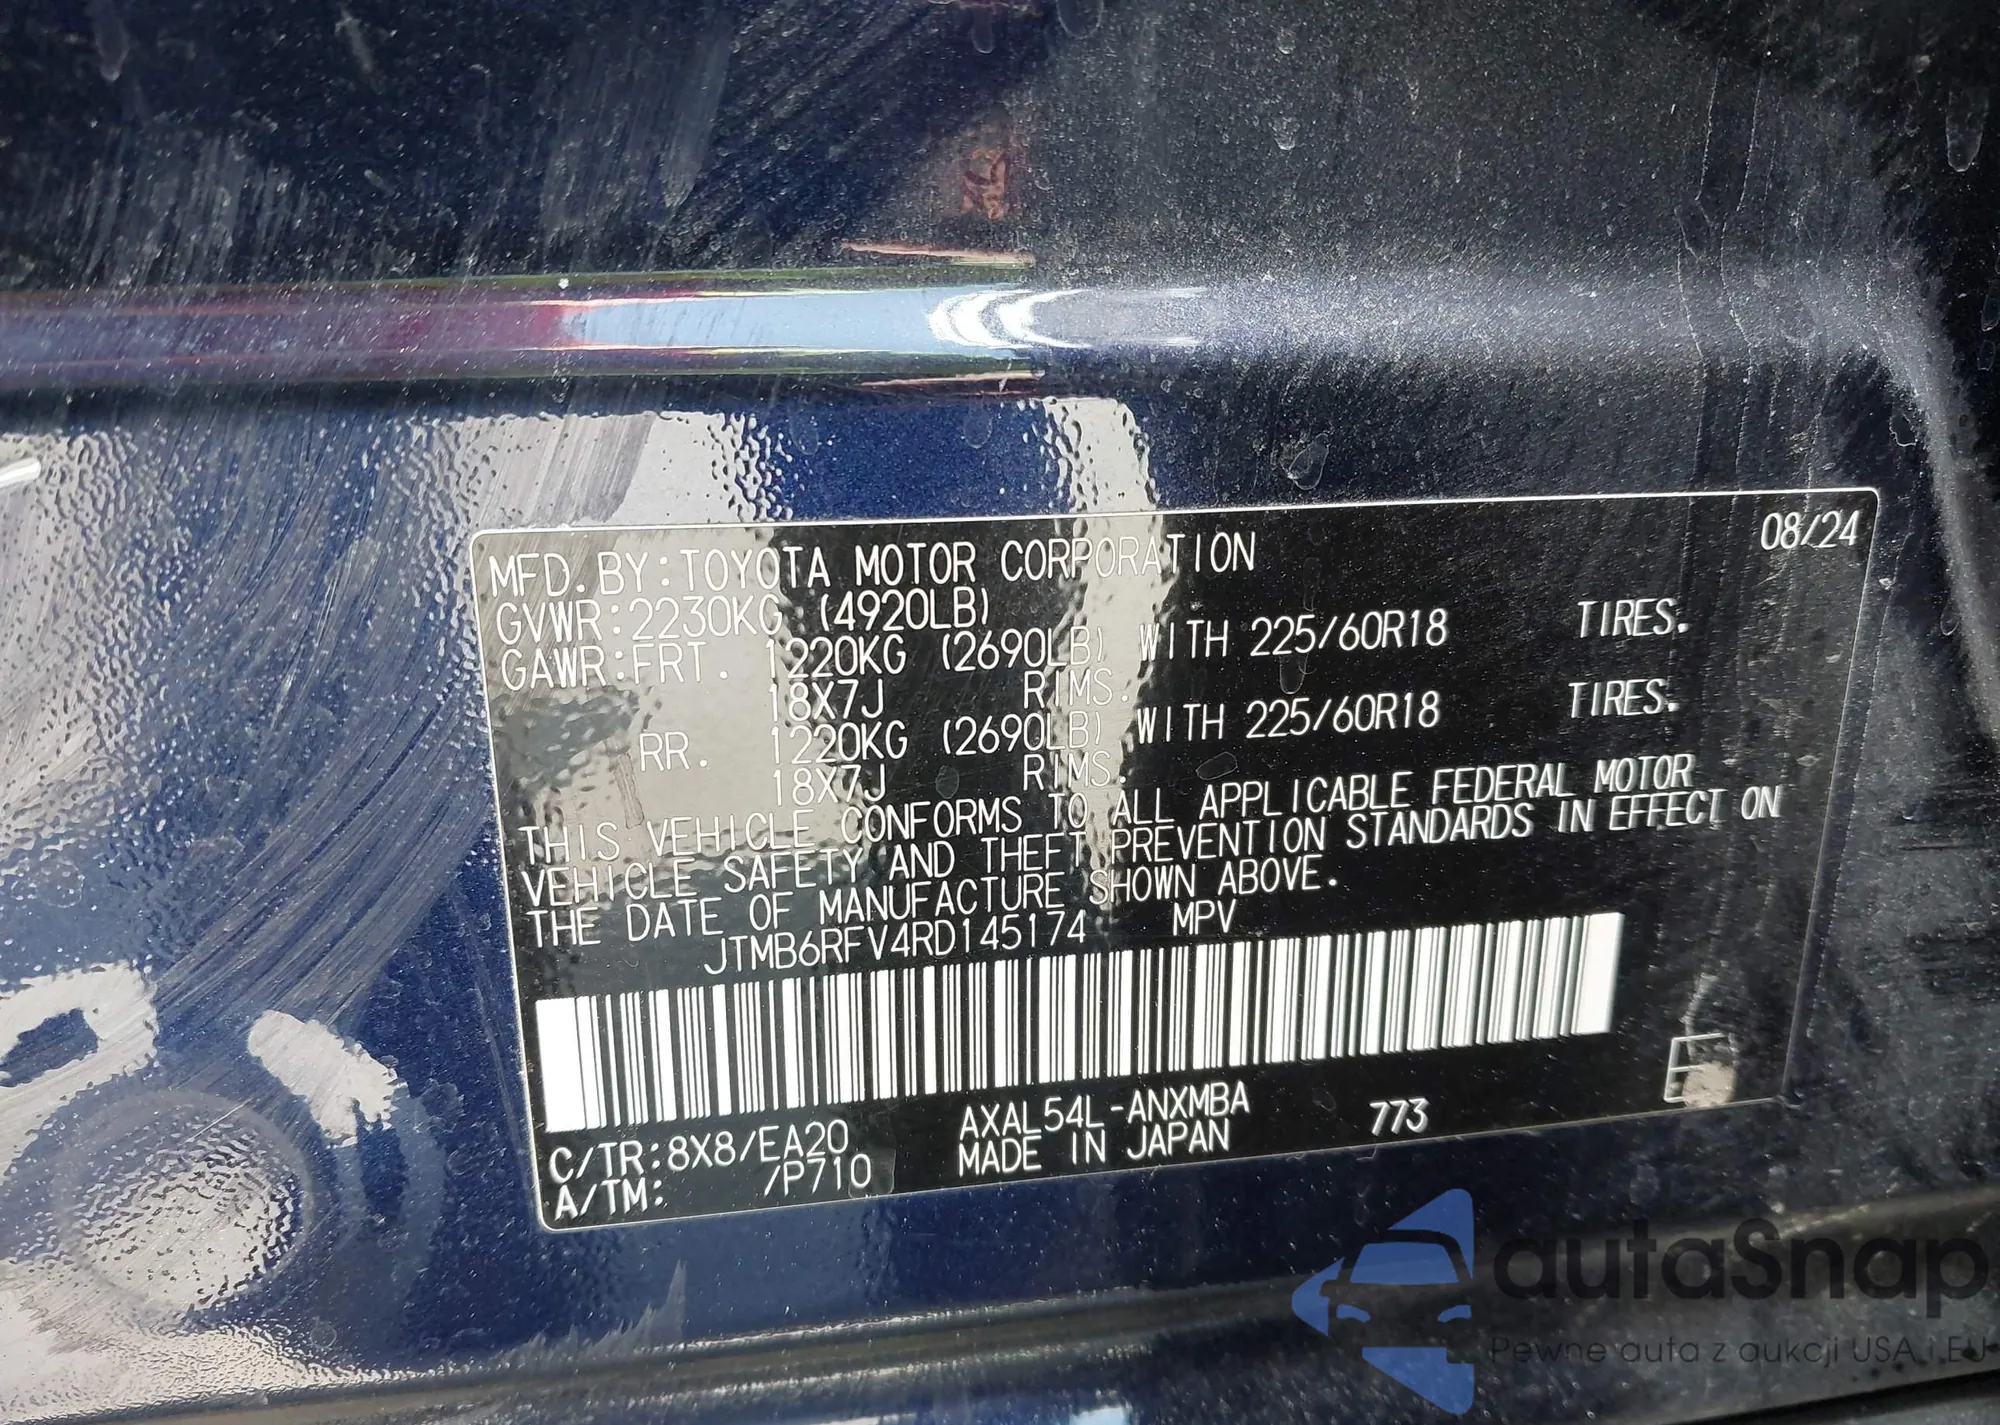 08/24
MFD.BY:TOYOTA MOTOR CORPORATION
GVWR:2230KG (4920LB)
GAWR:FRT. 1220KG (2690LB) WITH 225/60R18 TIRES.
18X7J RIMS.
RR. 1220KG (2690LB) WITH 225/60R18 TIRES.
18X7J RIMS.
THIS VEHICLE CONFORMS TO ALL APPLICABLE FEDERAL MOTOR
VEHICLE SAFETY AND THEFT PREVENTION STANDARDS IN EFFECT ON
THE DATE OF MANUFACTURE SHOWN ABOVE.
JTMB6RFV4RD145174 MPV
C/TR:8X8/EA20 AXAL54L-ANXMBA 773
A/TM: /P710 MADE IN JAPAN
autaSnap
Pewne auta z aukcji USA i EU